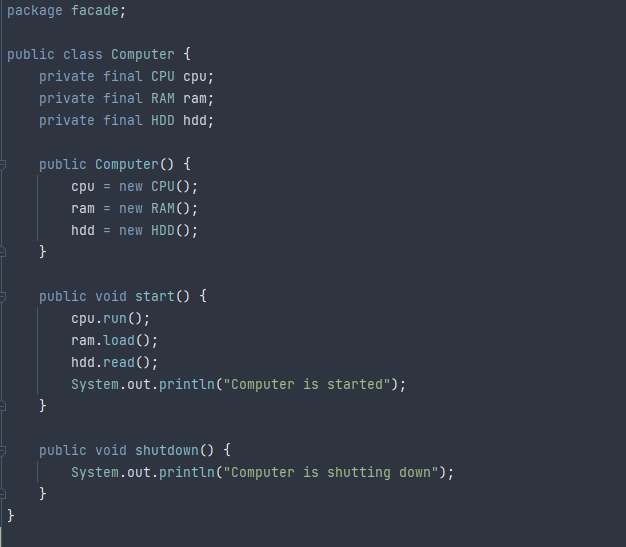 package facade;
public class Computer {
    private final CPU cpu;
    private final RAM ram;
    private final HDD hdd;
    public Computer() {
        cpu = new CPU();
        ram = new RAM();
        hdd = new HDD();
    }
    public void start() {
        cpu.run();
        ram.load();
        hdd.read();
        System.out.println("Computer is started");
    }
    public void shutdown() {
        System.out.println("Computer is shutting down");
    }
}